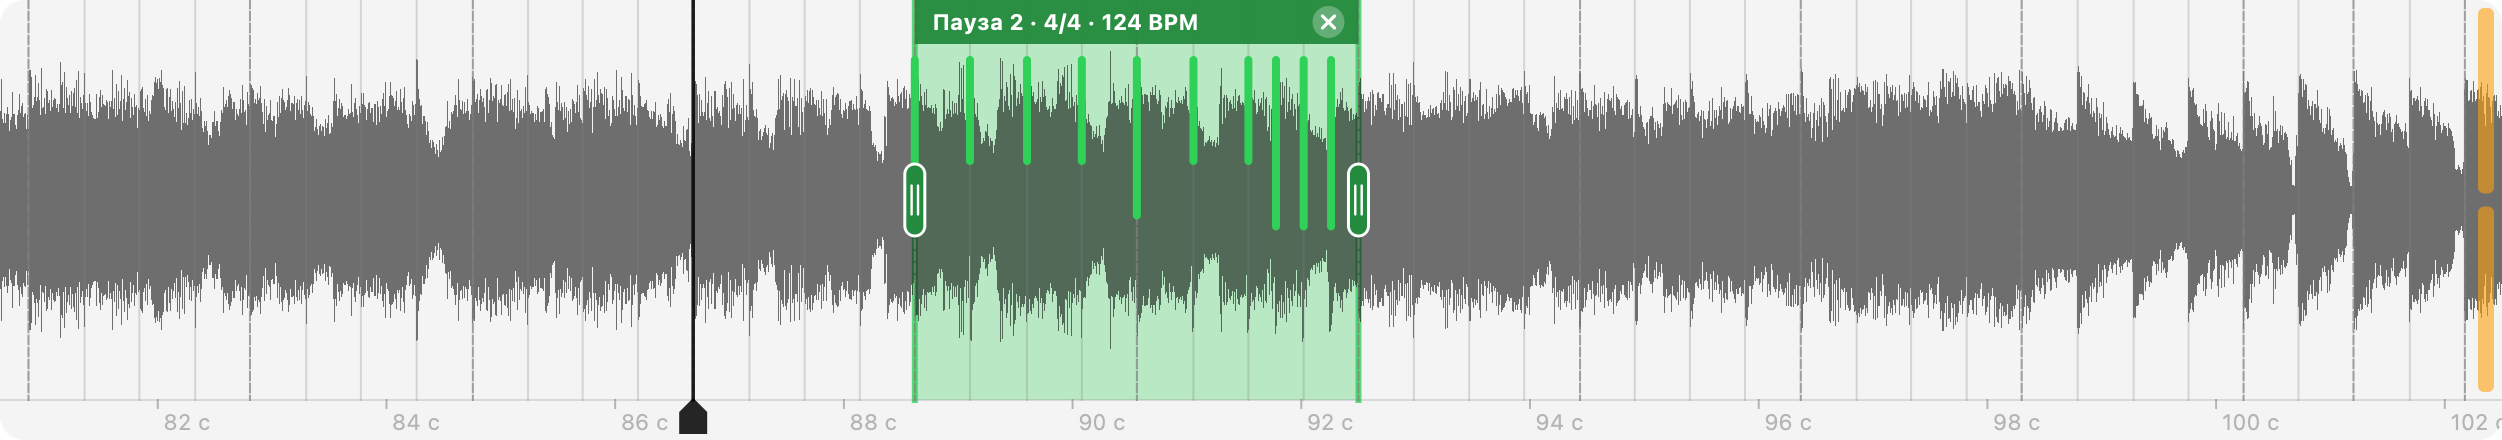 Пауза 2 · 4/4 · 124 BPM
82 с
84 с
86 с
88 с
90 с
92 с
94 с
96 с
98 с
100 с
102 с